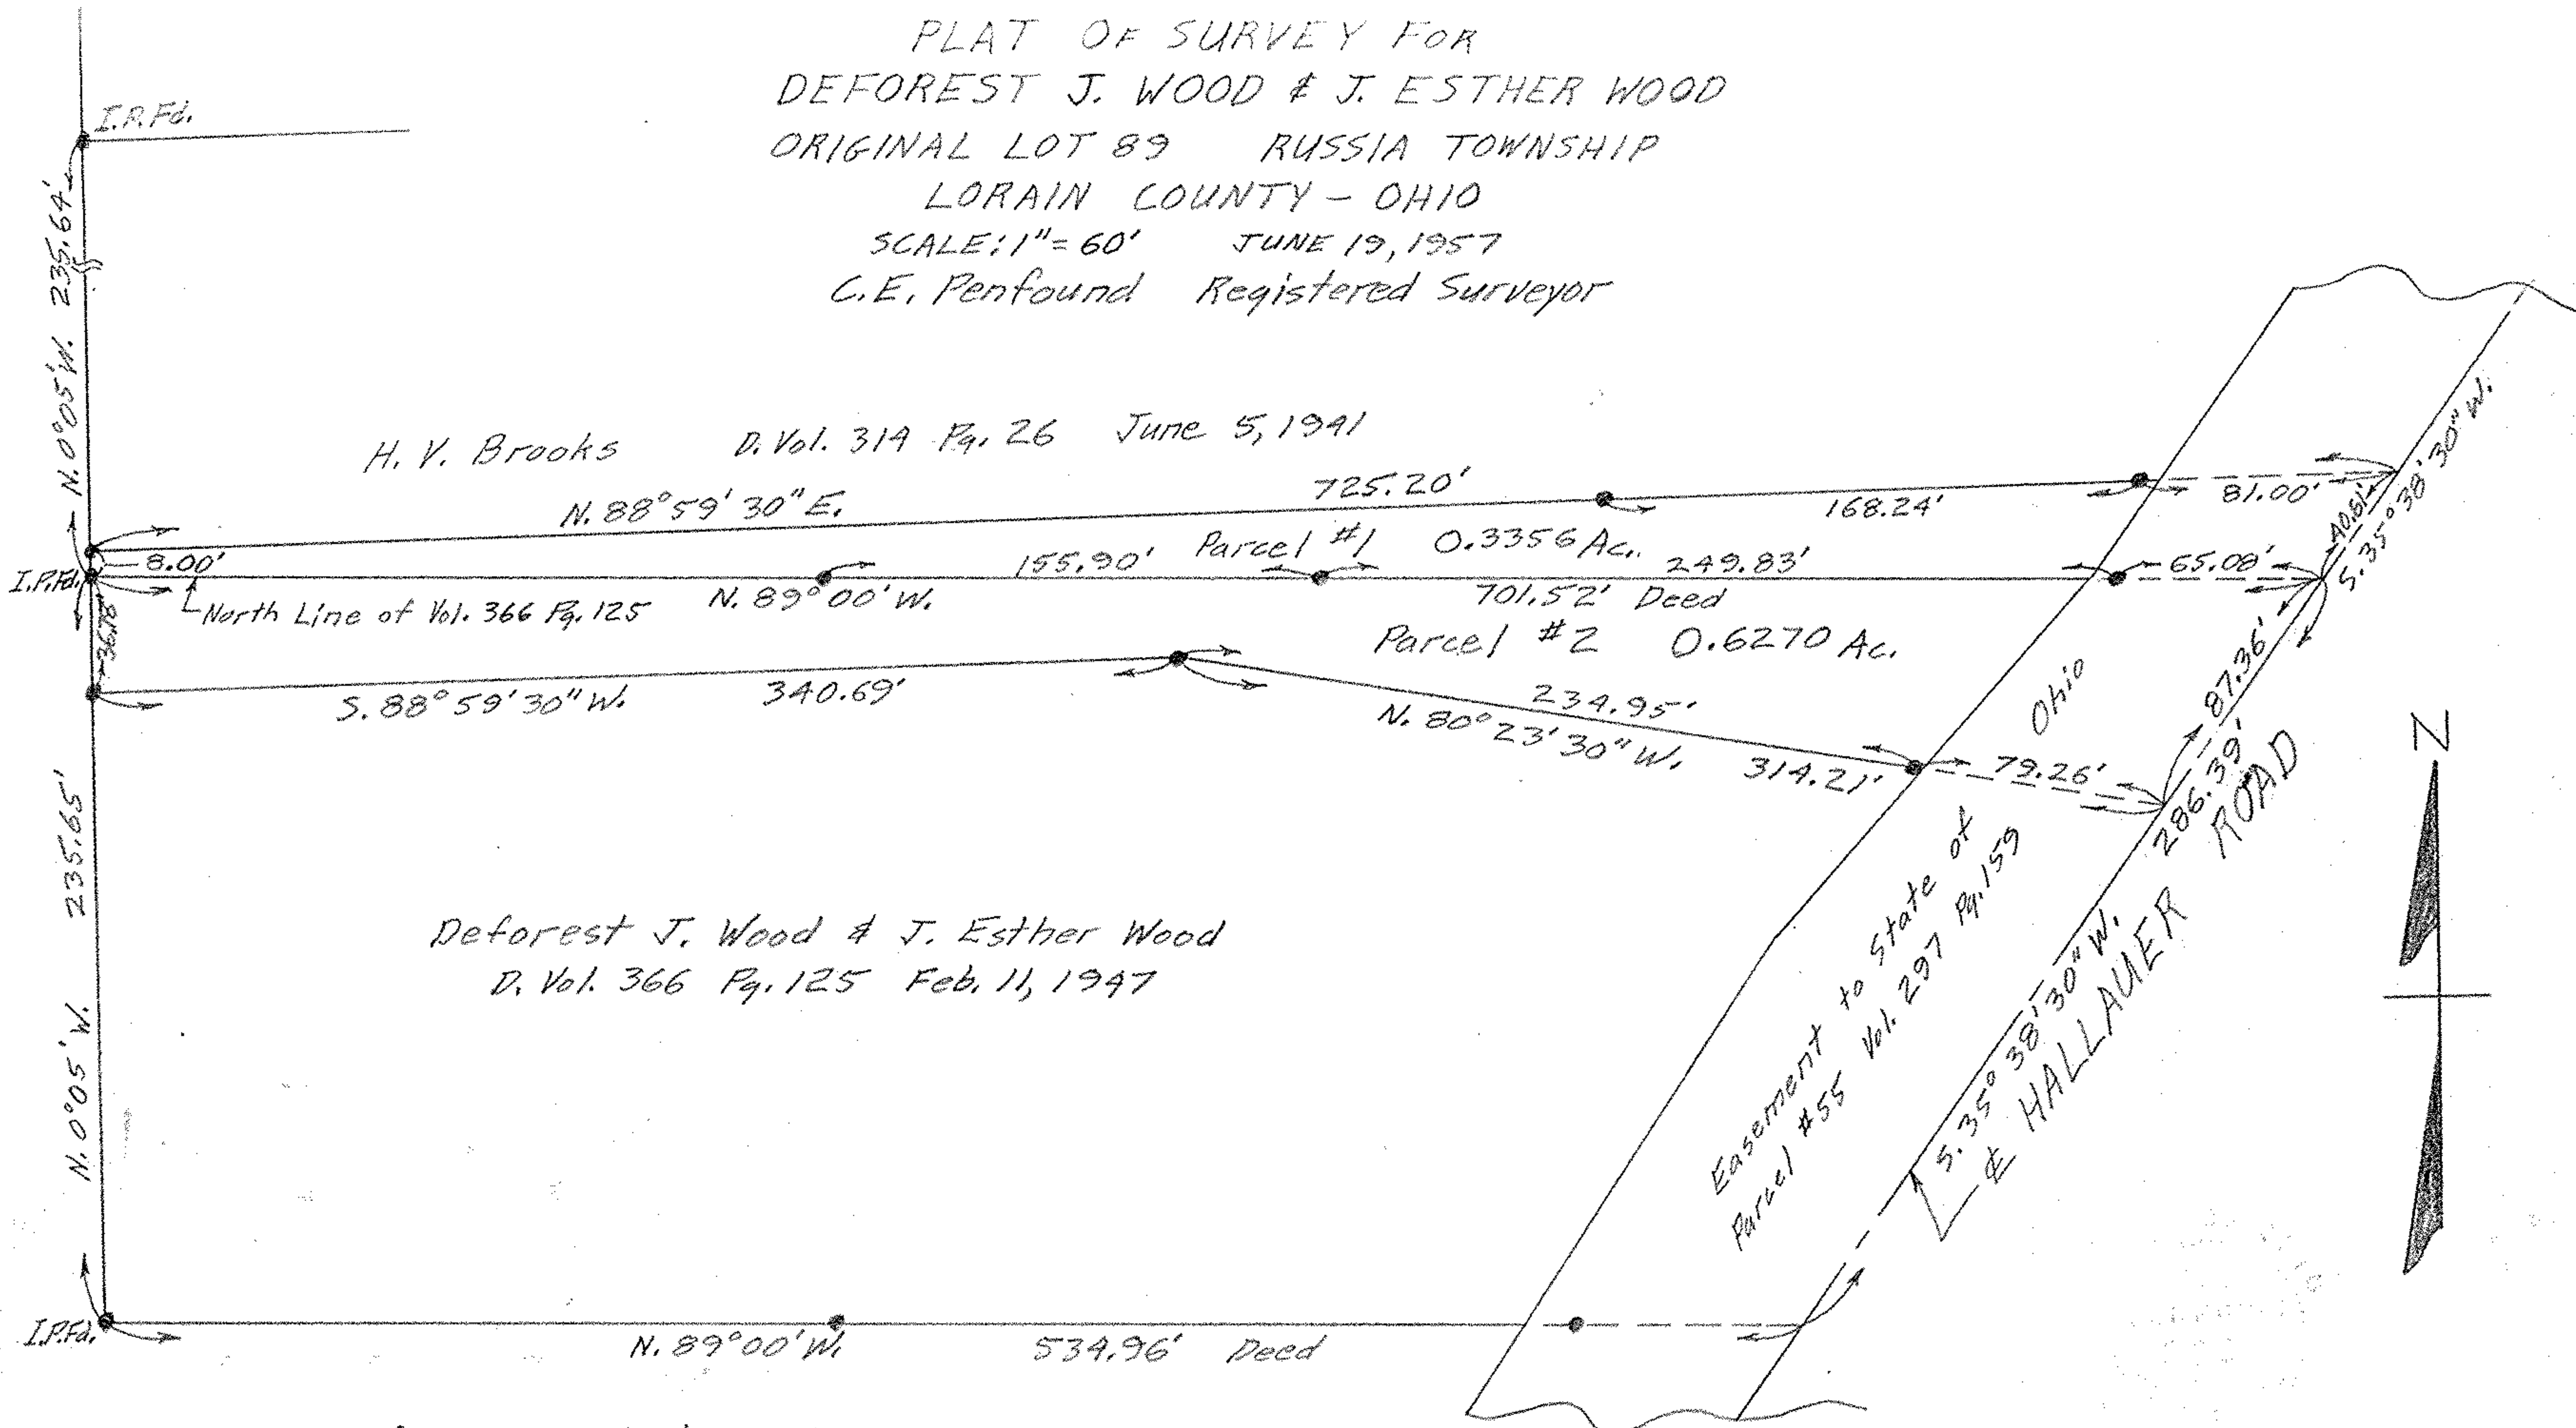 PLAT OF SURVEY FOR
DEFOREST J. WOOD & J. ESTHER WOOD
ORIGINAL LOT 89 RUSSIA TOWNSHIP
LORAIN COUNTY - OHIO
SCALE: 1" = 60' JUNE 19, 1957
C.E. Penfound Registered Surveyor
I.P.Fd.
N. 0°05' W. 235.64'
H. V. Brooks D. Vol. 314 Pg. 26 June 5, 1941
N. 88°59'30" E. 725.20' 168.24' 81.00'
40.81'
S. 35°38'30" W.
8.00' 155.90' Parcel #1 0.3356 Ac. 249.83' 65.08'
I.P.Fd.
North Line of Vol. 366 Pg. 125 N. 89°00' W. 701.52' Deed
36.78'
Parcel #2 0.6270 Ac.
S. 88°59'30" W. 340.69'
234.95'
N. 80°23'30" W. 314.21' 79.26'
87.36'
286.39'
S. 35°38'30" W.
℄ HALLAUER ROAD
N
Easement to State of Ohio
Parcel #55 Vol. 297 Pg. 159
N. 0°05' W. 235.65'
Deforest J. Wood & J. Esther Wood
D. Vol. 366 Pg. 125 Feb. 11, 1947
I.P.Fd.
N. 89°00' W. 534.96' Deed